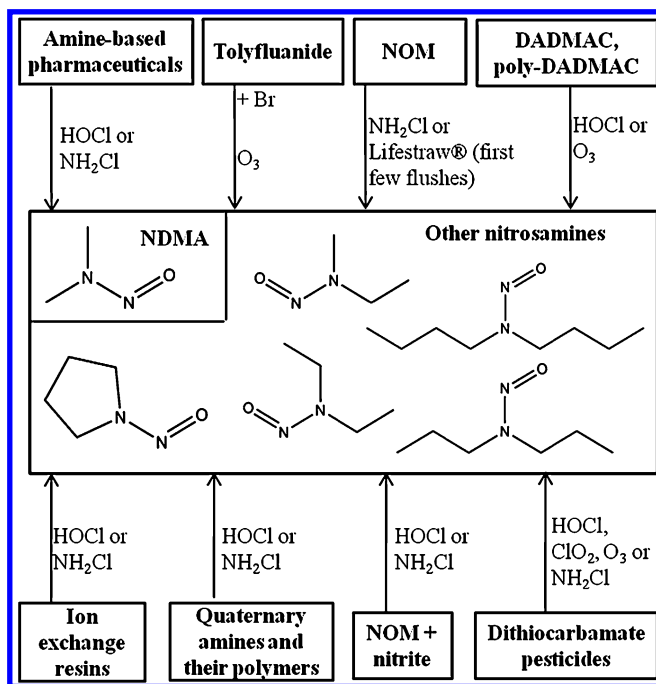 Amine-based
pharmaceuticals
Tolyfluanide
NOM
DADMAC,
poly-DADMAC
HOCl or
NH₂Cl
+ Br
O₃
NH₂Cl or
Lifestraw® (first
few flushes)
HOCl or
O₃
NDMA
Other nitrosamines
N
N
O
O
N
N
O
N
N
N
N
O
O
N
N
O
N
N
HOCl or
NH₂Cl
HOCl or
NH₂Cl
HOCl or
NH₂Cl
HOCl,
ClO₂, O₃ or
NH₂Cl
Ion
exchange
resins
Quaternary
amines and
their polymers
NOM +
nitrite
Dithiocarbamate
pesticides